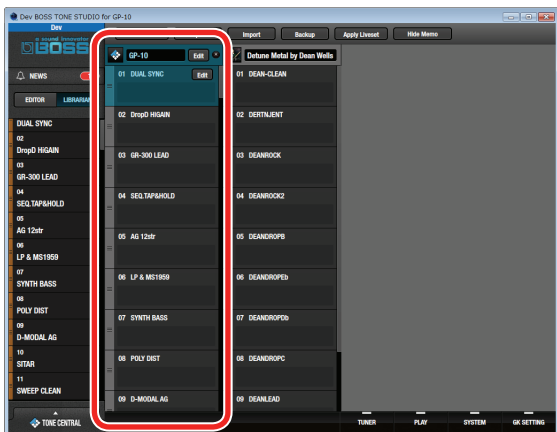 Dev BOSS TONE STUDIO for GP-10
Dev
a sound innovator
BOSS
Import
Backup
Apply Liveset
Hide Memo
NEWS
EDITOR
LIBRARIAN
GP-10
Edit
Detune Metal by Dean Wells
DUAL SYNC
02
DropD HiGAIN
03
GR-300 LEAD
04
SEQ.TAP&HOLD
05
AG 12str
06
LP & MS1959
07
SYNTH BASS
08
POLY DIST
09
D-MODAL AG
10
SITAR
11
SWEEP CLEAN
01 DUAL SYNC
Edit
02 DropD HiGAIN
03 GR-300 LEAD
04 SEQ.TAP&HOLD
05 AG 12str
06 LP & MS1959
07 SYNTH BASS
08 POLY DIST
09 D-MODAL AG
01 DEAN-CLEAN
02 DERTNJENT
03 DEANROCK
04 DEANROCK2
05 DEANDROPB
06 DEANDROPEb
07 DEANDROPDb
08 DEANDROPC
09 DEANLEAD
TONE CENTRAL
TUNER
PLAY
SYSTEM
GK SETTING